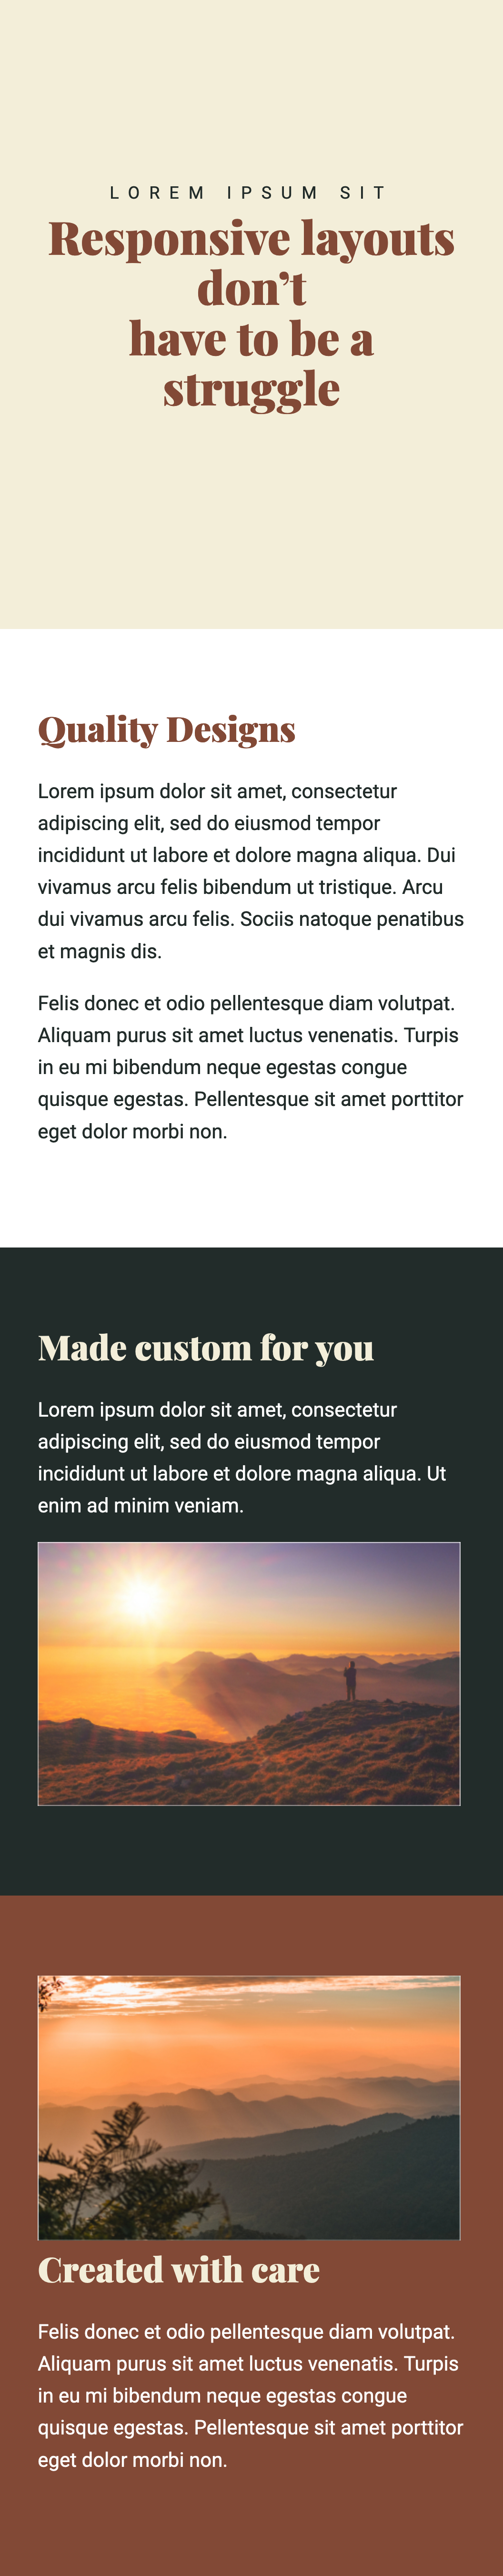 LOREM IPSUM SIT
Responsive layouts
don’t
have to be a
struggle
Quality Designs
Lorem ipsum dolor sit amet, consectetur
adipiscing elit, sed do eiusmod tempor
incididunt ut labore et dolore magna aliqua. Dui
vivamus arcu felis bibendum ut tristique. Arcu
dui vivamus arcu felis. Sociis natoque penatibus
et magnis dis.
Felis donec et odio pellentesque diam volutpat.
Aliquam purus sit amet luctus venenatis. Turpis
in eu mi bibendum neque egestas congue
quisque egestas. Pellentesque sit amet porttitor
eget dolor morbi non.
Made custom for you
Lorem ipsum dolor sit amet, consectetur
adipiscing elit, sed do eiusmod tempor
incididunt ut labore et dolore magna aliqua. Ut
enim ad minim veniam.
Created with care
Felis donec et odio pellentesque diam volutpat.
Aliquam purus sit amet luctus venenatis. Turpis
in eu mi bibendum neque egestas congue
quisque egestas. Pellentesque sit amet porttitor
eget dolor morbi non.